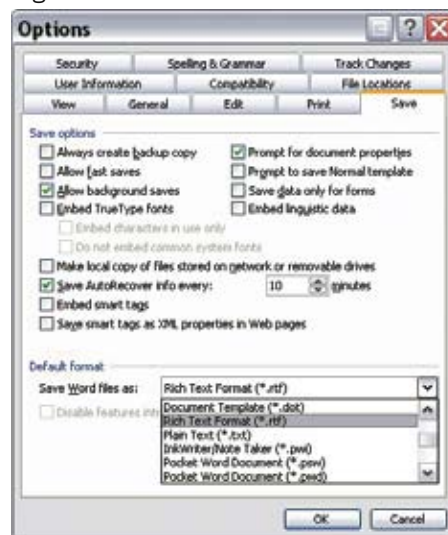 Options
Security Spelling & Grammar Track Changes
User Information Compatibility File Locations
View General Edit Print Save
Save options
Always create backup copy Prompt for document properties
Allow fast saves Prompt to save Normal template
Allow background saves Save data only for forms
Embed TrueType fonts Embed linguistic data
Embed characters in use only
Do not embed common system fonts
Make local copy of files stored on network or removable drives
Save AutoRecover info every: 10 minutes
Embed smart tags
Save smart tags as XML properties in Web pages
Default format
Save Word files as: Rich Text Format (*.rtf)
Disable features
Document Template (*.dot)
Rich Text Format (*.rtf)
Plain Text (*.txt)
InkWriter/Note Taker (*.pwi)
Pocket Word Document (*.psw)
Pocket Word Document (*.pwd)
OK Cancel